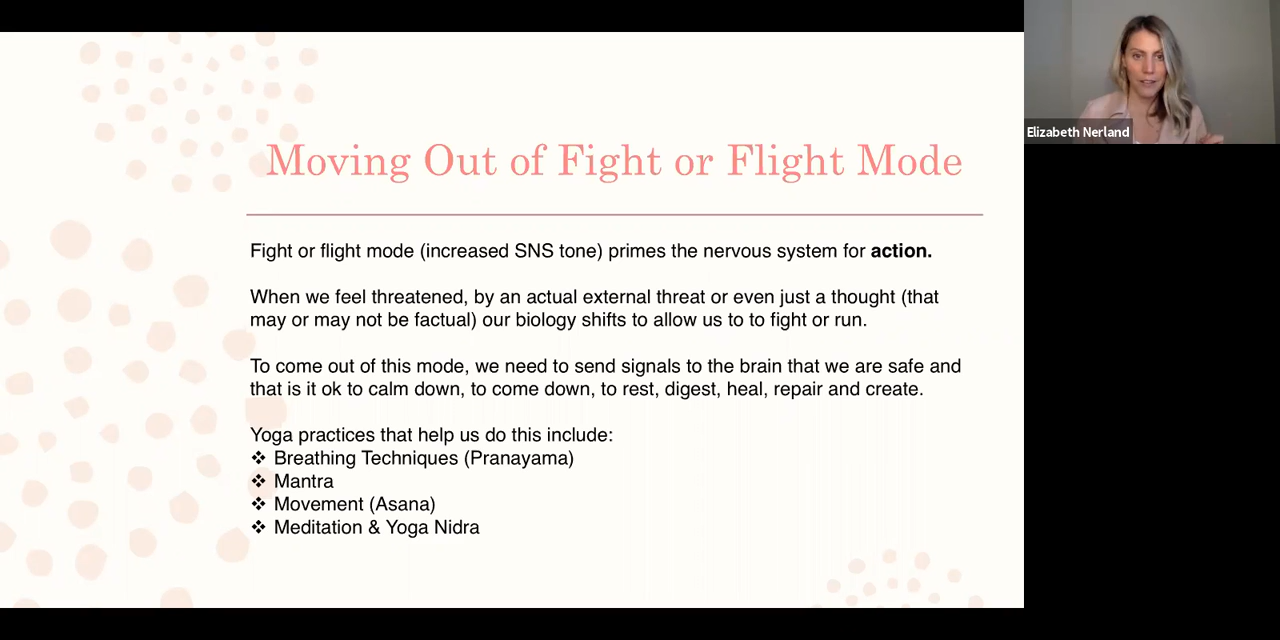 Moving Out of Fight or Flight Mode
Fight or flight mode (increased SNS tone) primes the nervous system for action.
When we feel threatened, by an actual external threat or even just a thought (that
may or may not be factual) our biology shifts to allow us to to fight or run.
To come out of this mode, we need to send signals to the brain that we are safe and
that is it ok to calm down, to come down, to rest, digest, heal, repair and create.
Yoga practices that help us do this include:
❖ Breathing Techniques (Pranayama)
❖ Mantra
❖ Movement (Asana)
❖ Meditation & Yoga Nidra
Elizabeth Nerland